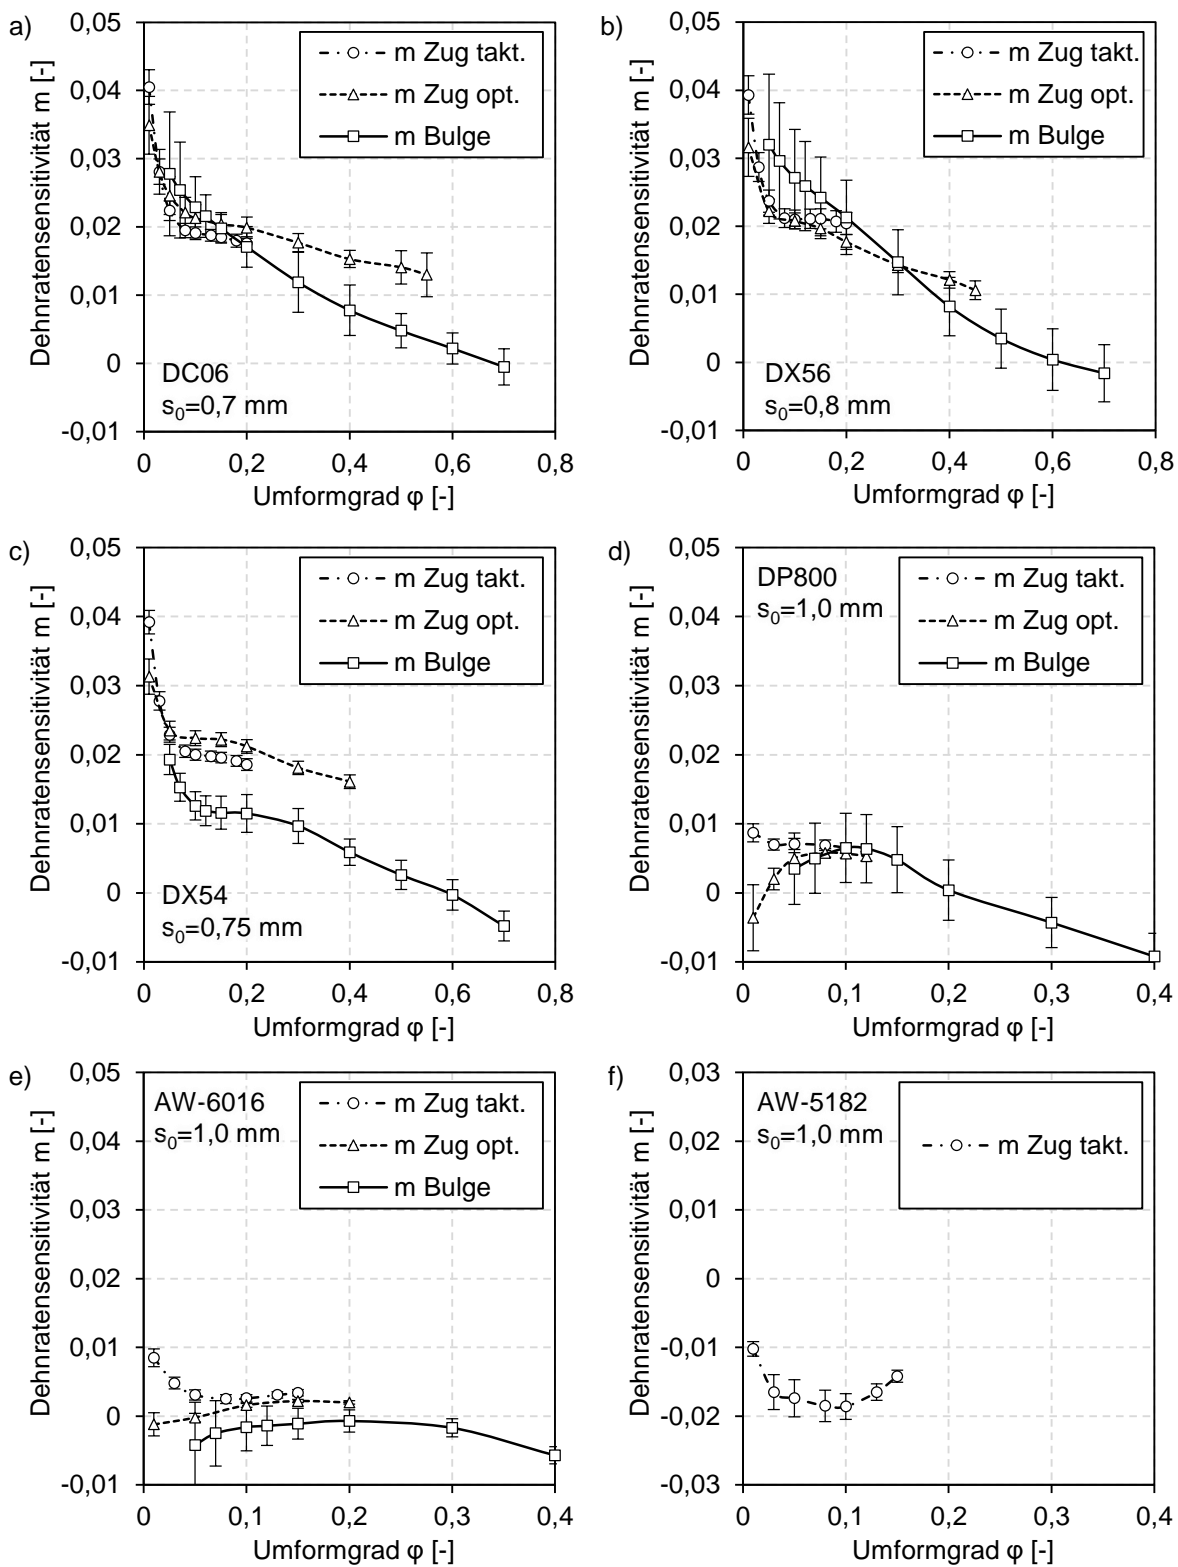 a)
Dehnratensensitivität m [-]
0,05
0,04
0,03
0,02
0,01
0
-0,01
m Zug takt.
m Zug opt.
m Bulge
DC06
s₀=0,7 mm
0 0,2 0,4 0,6 0,8
Umformgrad φ [-]
b)
Dehnratensensitivität m [-]
0,05
0,04
0,03
0,02
0,01
0
-0,01
m Zug takt.
m Zug opt.
m Bulge
DX56
s₀=0,8 mm
0 0,2 0,4 0,6 0,8
Umformgrad φ [-]
c)
Dehnratensensitivität m [-]
0,05
0,04
0,03
0,02
0,01
0
-0,01
m Zug takt.
m Zug opt.
m Bulge
DX54
s₀=0,75 mm
0 0,2 0,4 0,6 0,8
Umformgrad φ [-]
d)
Dehnratensensitivität m [-]
0,05
0,04
0,03
0,02
0,01
0
-0,01
DP800
s₀=1,0 mm
m Zug takt.
m Zug opt.
m Bulge
0 0,1 0,2 0,3 0,4
Umformgrad φ [-]
e)
Dehnratensensitivität m [-]
0,05
0,04
0,03
0,02
0,01
0
-0,01
AW-6016
s₀=1,0 mm
m Zug takt.
m Zug opt.
m Bulge
0 0,1 0,2 0,3 0,4
Umformgrad φ [-]
f)
Dehnratensensitivität m [-]
0,03
0,02
0,01
0
-0,01
-0,02
-0,03
AW-5182
s₀=1,0 mm
m Zug takt.
0 0,1 0,2 0,3 0,4
Umformgrad φ [-]